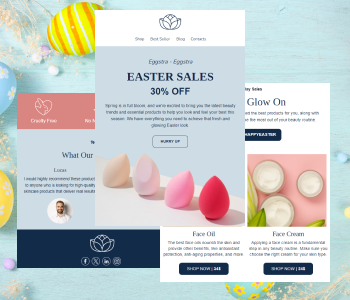 Shop Best Seller Blog Contacts
Eggstra - Eggsy
EASTER SALES
30% OFF
Spring is in full bloom, and we're excited to bring you the latest beauty
trends and essential products to help you look and feel your best this
season. We have everything you need to achieve that fresh and
glowing Easter look
HURRY UP
Cruelty Free
What Our
Lucas
I would highly recommend these product
to anyone who is looking for high quality
skincare products that deliver real results
Sales
Glow On
the best products for you, along with
the most out of your beauty routine.
HAPPYEASTER
Face Oil
The best face oils nourish the skin and
provide other benefits, like antioxidant
protection, anti-aging properties, and more
SHOP NOW | 34$
Face Cream
Applying a face cream is a fundamental
step in any beauty routine. Make sure you
choose the right cream for your skin type.
SHOP NOW | 24$